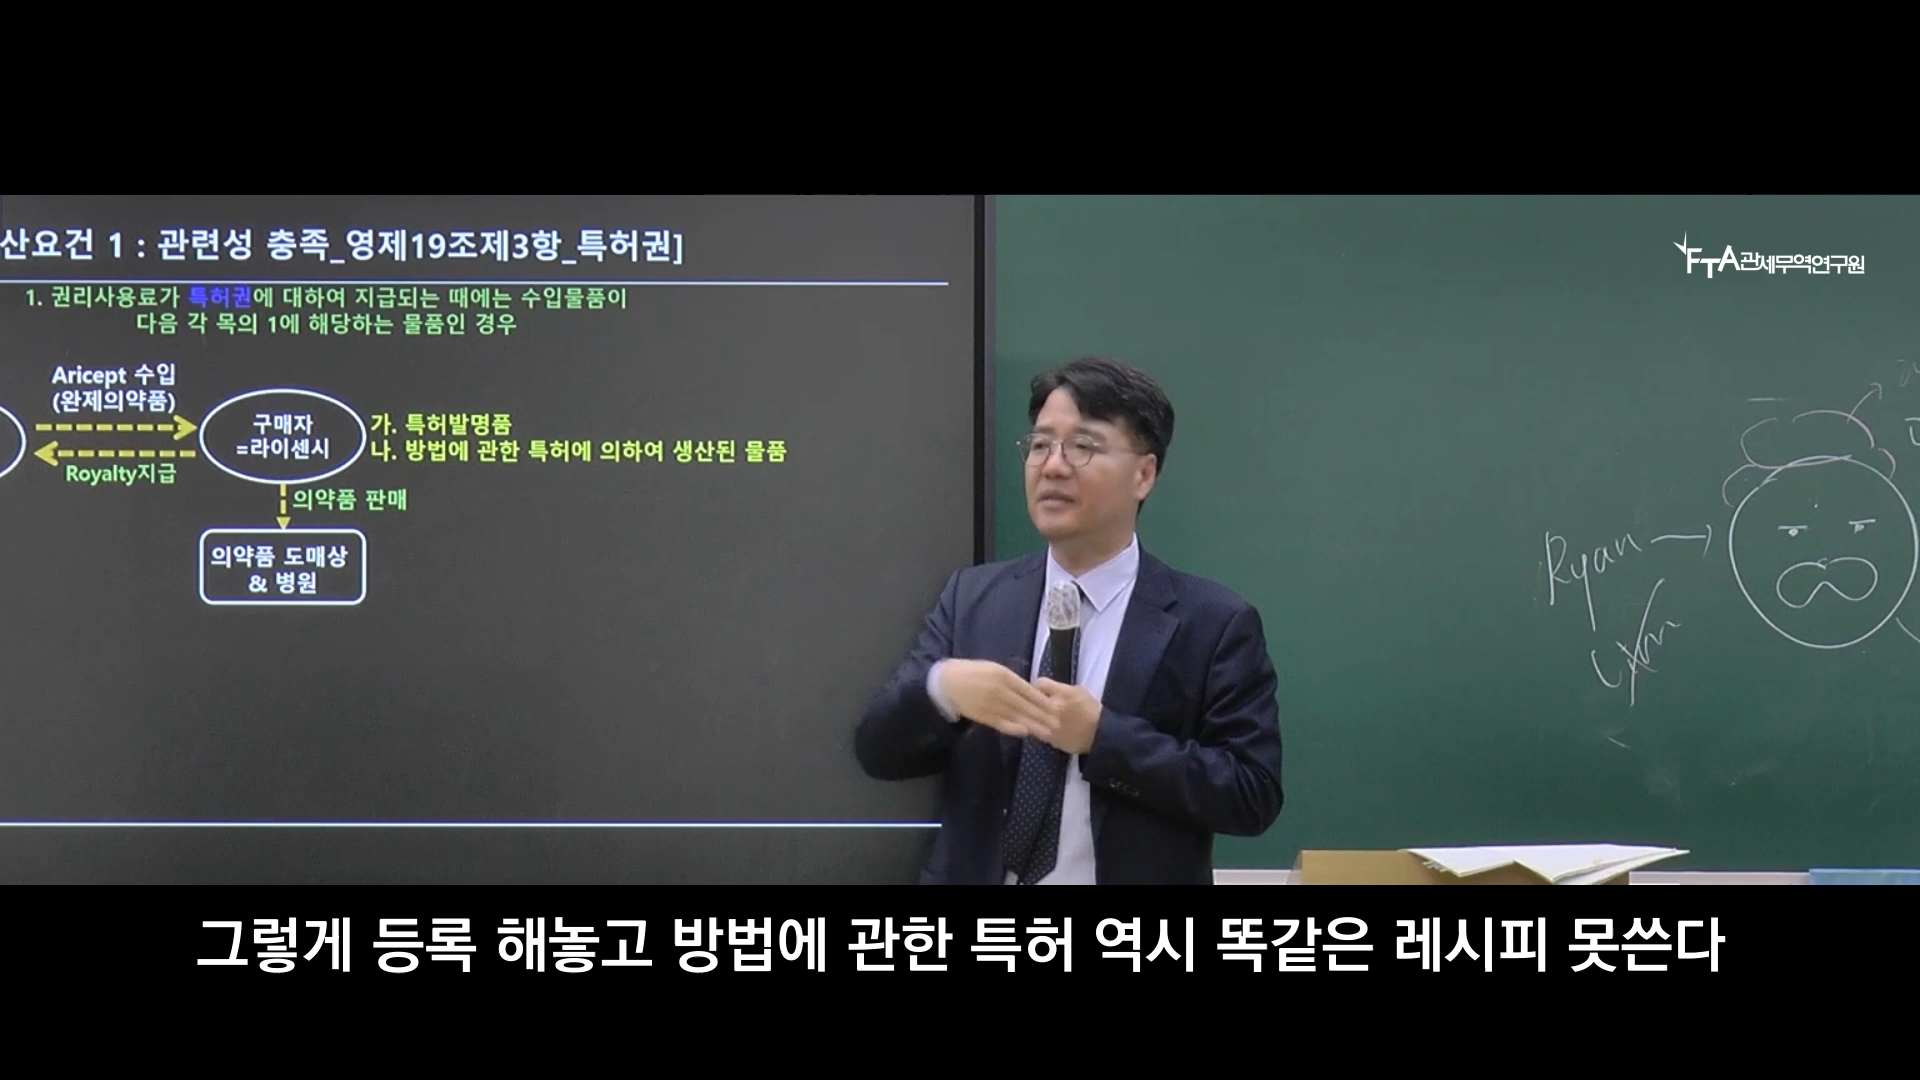 산요건 1 : 관련성 충족_영제19조제3항_특허권]
1. 권리사용료가 특허권에 대하여 지급되는 때에는 수입물품이
다음 각 목의 1에 해당하는 물품인 경우
Aricept 수입
(완제의약품)
Royalty지급
구매자
=라이센시
가. 특허발명품
나. 방법에 관한 특허에 의하여 생산된 물품
의약품 판매
의약품 도매상
& 병원
FTA관세무역연구원
Ryan
그렇게 등록 해놓고 방법에 관한 특허 역시 똑같은 레시피 못쓴다